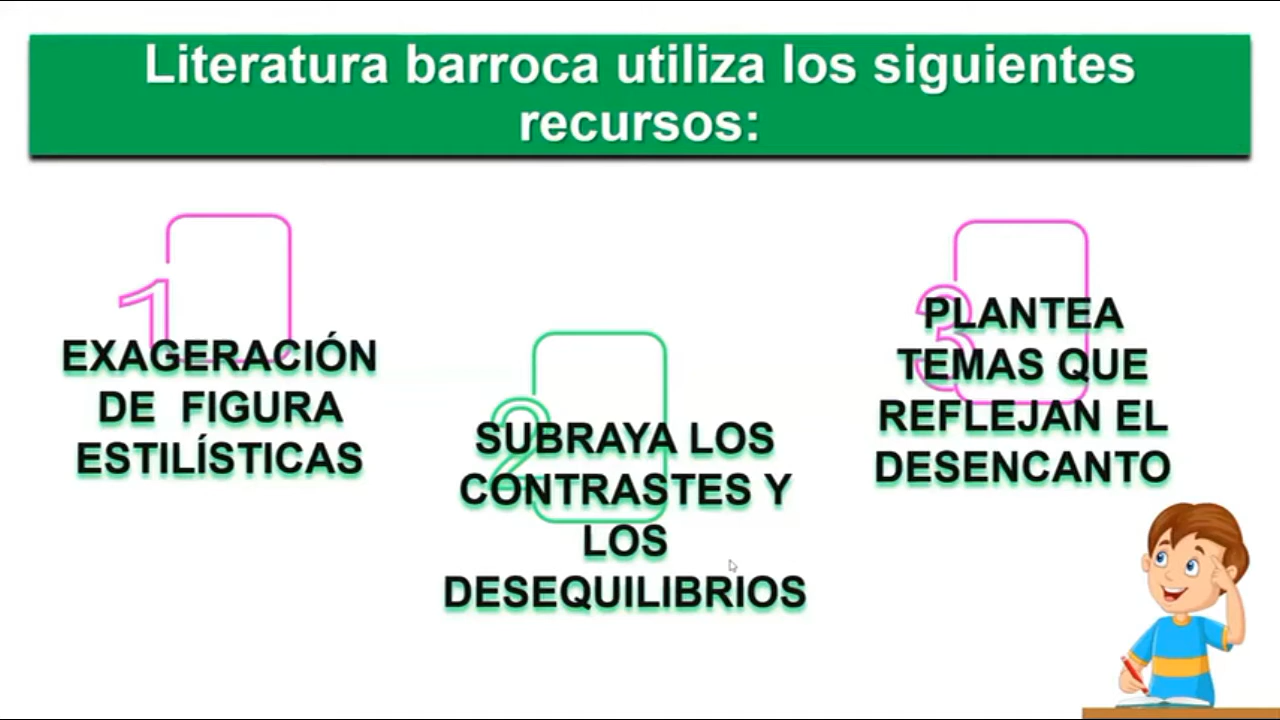 Literatura barroca utiliza los siguientes
recursos:
1
EXAGERACIÓN
DE FIGURA
ESTILÍSTICAS
2
SUBRAYA LOS
CONTRASTES Y
LOS
DESEQUILIBRIOS
3
PLANTEA
TEMAS QUE
REFLEJAN EL
DESENCANTO